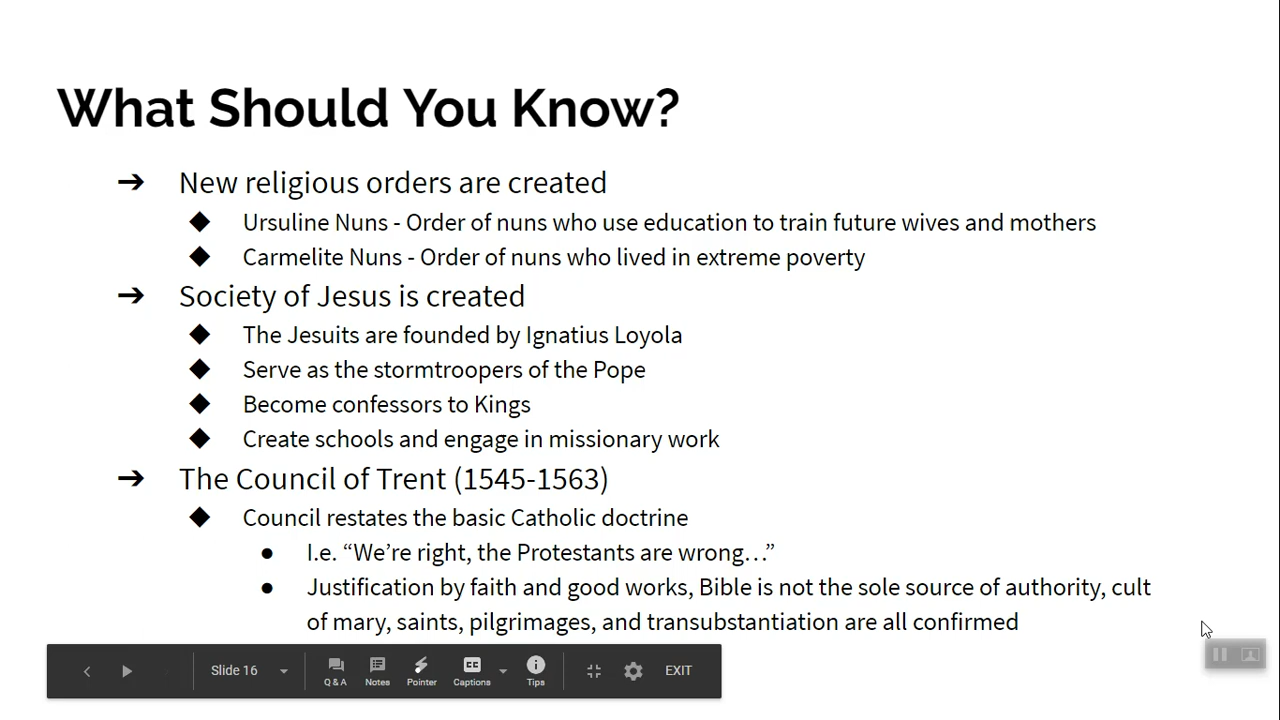 What Should You Know?
➔ New religious orders are created
◆ Ursuline Nuns - Order of nuns who use education to train future wives and mothers
◆ Carmelite Nuns - Order of nuns who lived in extreme poverty
➔ Society of Jesus is created
◆ The Jesuits are founded by Ignatius Loyola
◆ Serve as the stormtroopers of the Pope
◆ Become confessors to Kings
◆ Create schools and engage in missionary work
➔ The Council of Trent (1545-1563)
◆ Council restates the basic Catholic doctrine
● I.e. “We’re right, the Protestants are wrong…”
● Justification by faith and good works, Bible is not the sole source of authority, cult
of mary, saints, pilgrimages, and transubstantiation are all confirmed
Slide 16 Q & A Notes Pointer CC Captions Tips EXIT